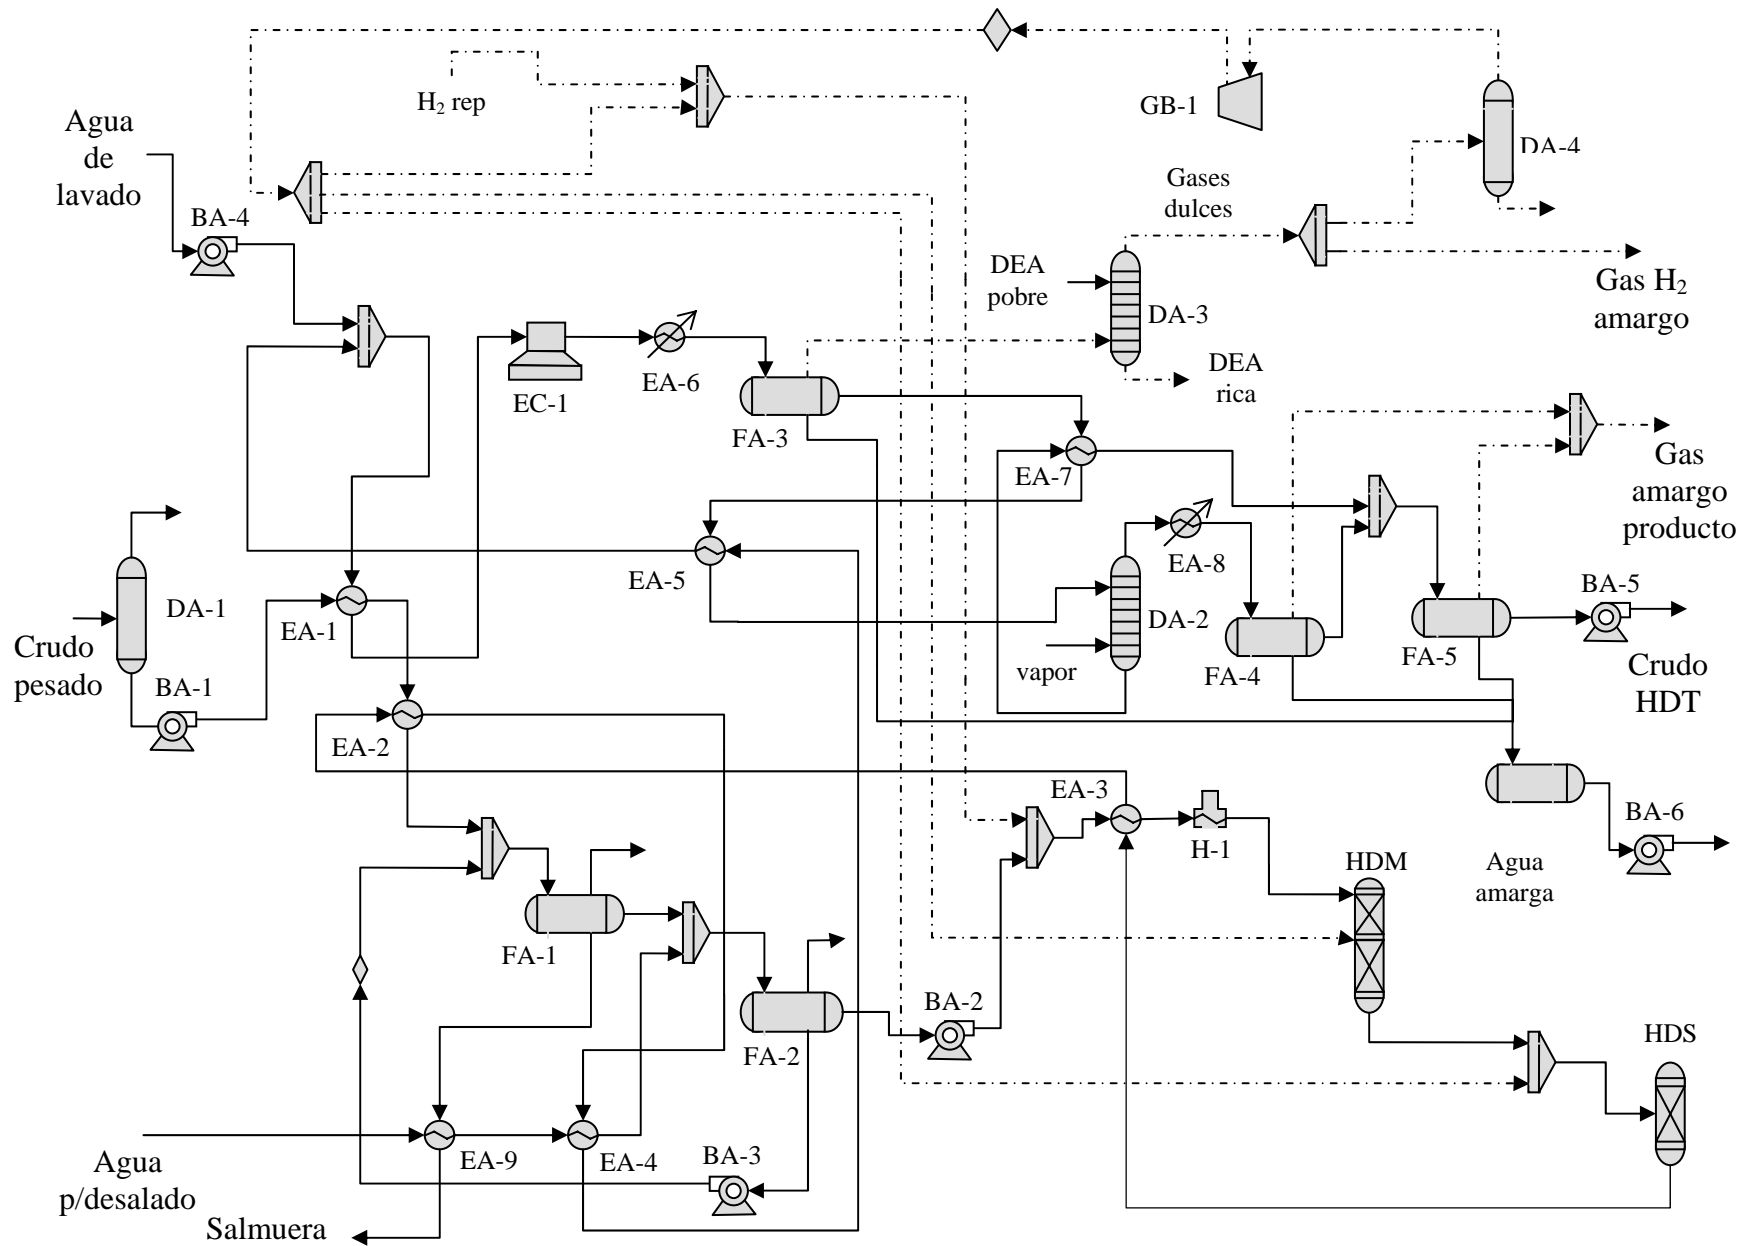 H2 rep
GB-1
DA-4
Agua
de
lavado
Gases
dulces
BA-4
DEA
pobre
Gas H2
amargo
DA-3
DEA
rica
EA-6
EC-1
FA-3
Gas
amargo
producto
EA-7
EA-5
EA-8
DA-1
EA-1
DA-2
BA-5
Crudo
pesado
vapor
FA-4
FA-5
Crudo
HDT
BA-1
EA-2
EA-3
H-1
BA-6
HDM
Agua
amarga
FA-1
BA-2
FA-2
HDS
EA-9
EA-4
BA-3
Agua
p/desalado
Salmuera